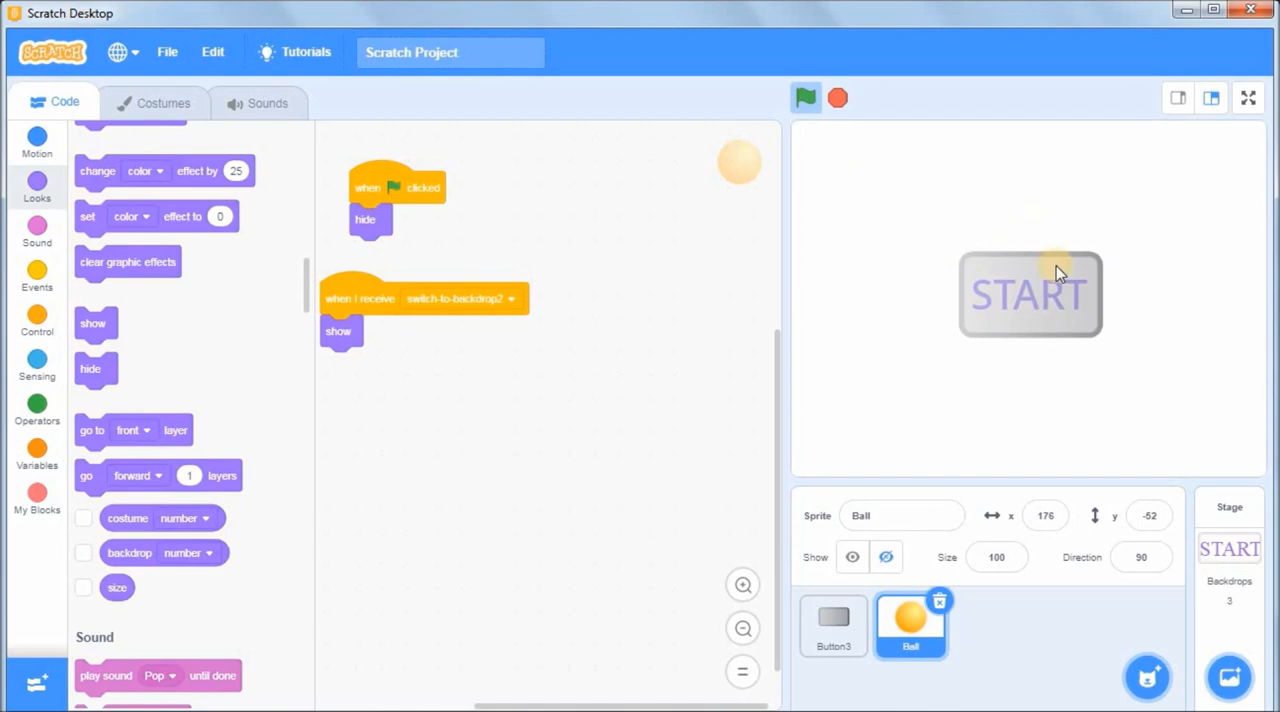 Scratch Desktop
SCRATCH
File
Edit
Tutorials
Scratch Project
Code
Costumes
Sounds
Motion
Looks
Sound
Events
Control
Sensing
Operators
Variables
My Blocks
change color effect by 25
set color effect to 0
clear graphic effects
show
hide
go to front layer
go forward 1 layers
costume number
backdrop number
size
Sound
play sound Pop until done
when clicked
hide
when I receive switch-to-backdrop2
show
START
Sprite Ball x 176 y -52
Show Size 100 Direction 90
Button3
Ball
Stage
START
Backdrops
3